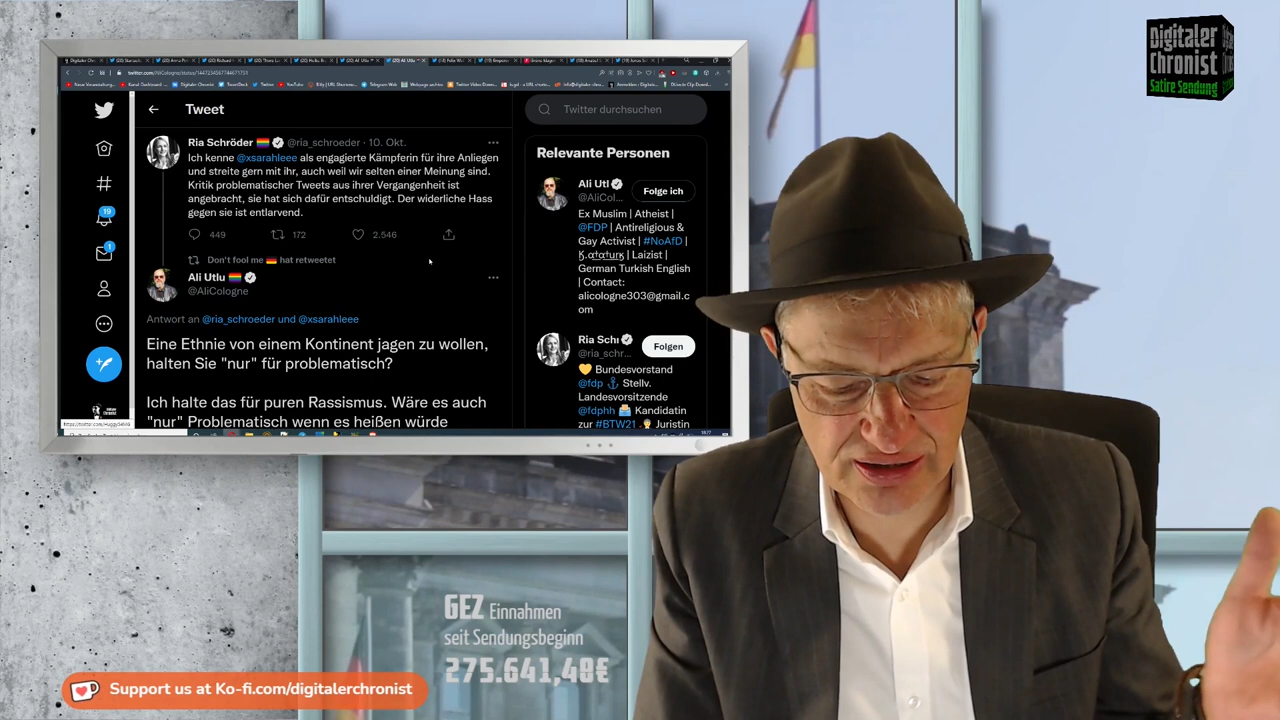 Digitaler
Chronist
Satire Sendung
Tweet
Twitter durchsuchen
Ria Schröder @ria_schroeder · 10. Okt.
Ich kenne @xsarahleee als engagierte Kämpferin für ihre Anliegen
und streite gern mit ihr, auch weil wir selten einer Meinung sind.
Kritik problematischer Tweets aus ihrer Vergangenheit ist
angebracht, sie hat sich dafür entschuldigt. Der widerliche Hass
gegen sie ist entlarvend.
449 172 2.546
Don't fool me hat retweetet
Ali Utlu
@AliCologne
Antwort an @ria_schroeder und @xsarahleee
Eine Ethnie von einem Kontinent jagen zu wollen,
halten Sie "nur" für problematisch?
Ich halte das für puren Rassismus. Wäre es auch
"nur" Problematisch wenn es heißen würde
19
1
Relevante Personen
Ali Utl
@AliCol...
Folge ich
Ex Muslim | Atheist |
@FDP | Antireligious &
Gay Activist | #NoAfD |
| Laizist |
German Turkish English
| Contact:
alicologne303@gmail.c
om
Ria Schr
@ria_schr...
Folgen
Bundesvorstand
@fdp Stellv.
Landesvorsitzende
@fdphh Kandidatin
zur #BTW21 Juristin
GEZ Einnahmen
seit Sendungsbeginn
275.641,48€
Support us at Ko-fi.com/digitalerchronist